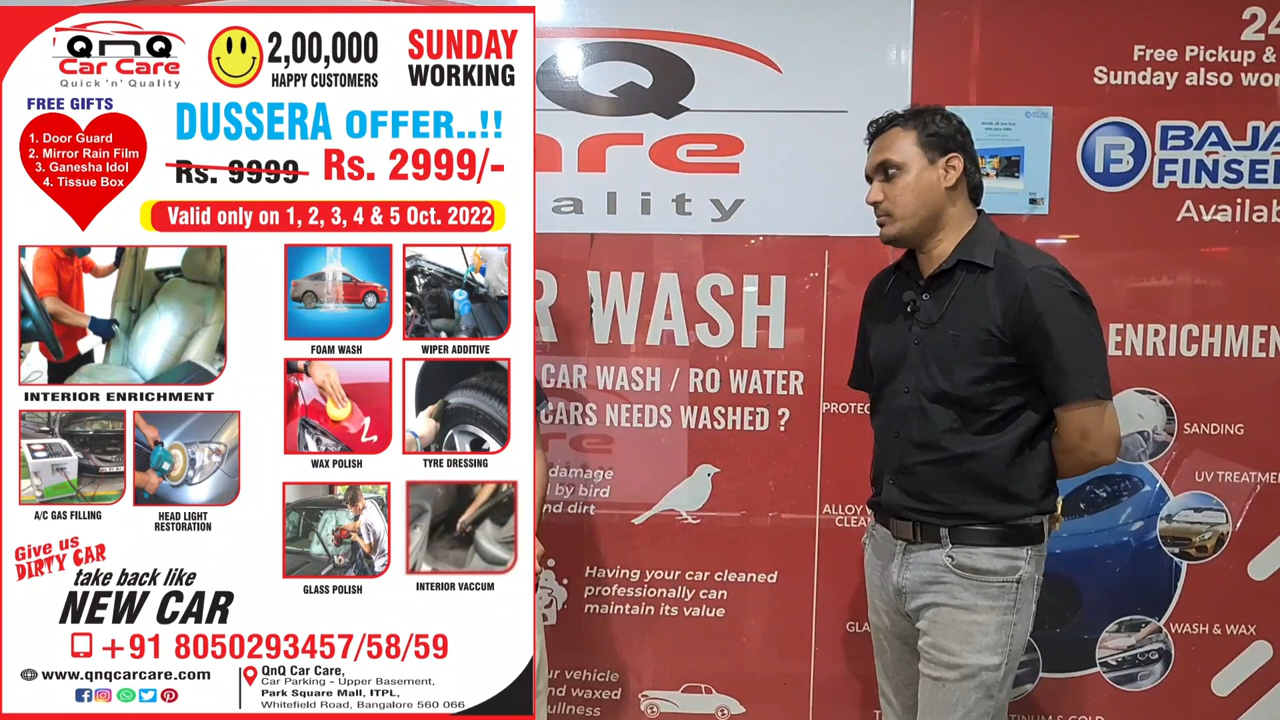 QnQ
Car Care
Quick 'n' Quality
2,00,000
HAPPY CUSTOMERS
SUNDAY
WORKING
FREE GIFTS
1. Door Guard
2. Mirror Rain Film
3. Ganesha Idol
4. Tissue Box
DUSSERA OFFER..!!
Rs. 9999 Rs. 2999/-
Valid only on 1, 2, 3, 4 & 5 Oct. 2022
INTERIOR ENRICHMENT
FOAM WASH
WIPER ADDITIVE
WAX POLISH
TYRE DRESSING
A/C GAS FILLING
HEAD LIGHT
RESTORATION
GLASS POLISH
INTERIOR VACCUM
Give us
DIRTY CAR
take back like
NEW CAR
+91 8050293457/58/59
www.qnqcarcare.com
QnQ Car Care,
Car Parking - Upper Basement,
Park Square Mall, ITPL,
Whitefield Road, Bangalore 560 066
Q
are
ality
R WASH
CAR WASH / RO WATER
CARS NEEDS WASHED ?
damage
l by bird
nd dirt
Having your car cleaned
professionally can
maintain its value
ur vehicle
nd waxed
ullness
24
Free Pickup &
Sunday also wor
BAJA
FINSE
Availab
ENRICHMEN
PROTEC
SANDING
UV TREATME
ALLOY W
CLEA
GLA
WASH & WAX
TINUM & GOLD